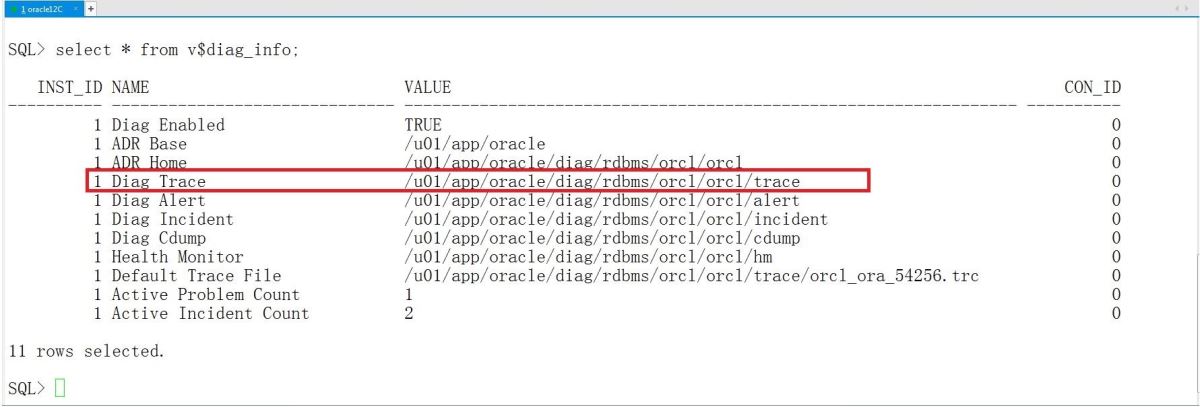 1 oracle12C × +
SQL> select * from v$diag_info;
INST_ID NAME VALUE CON_ID
---------- ------------------------------ ----------------------------------------------------------------- ----------
1 Diag Enabled TRUE 0
1 ADR Base /u01/app/oracle 0
1 ADR Home /u01/app/oracle/diag/rdbms/orcl/orcl 0
1 Diag Trace /u01/app/oracle/diag/rdbms/orcl/orcl/trace 0
1 Diag Alert /u01/app/oracle/diag/rdbms/orcl/orcl/alert 0
1 Diag Incident /u01/app/oracle/diag/rdbms/orcl/orcl/incident 0
1 Diag Cdump /u01/app/oracle/diag/rdbms/orcl/orcl/cdump 0
1 Health Monitor /u01/app/oracle/diag/rdbms/orcl/orcl/hm 0
1 Default Trace File /u01/app/oracle/diag/rdbms/orcl/orcl/trace/orcl_ora_54256.trc 0
1 Active Problem Count 1 0
1 Active Incident Count 2 0
11 rows selected.
SQL>